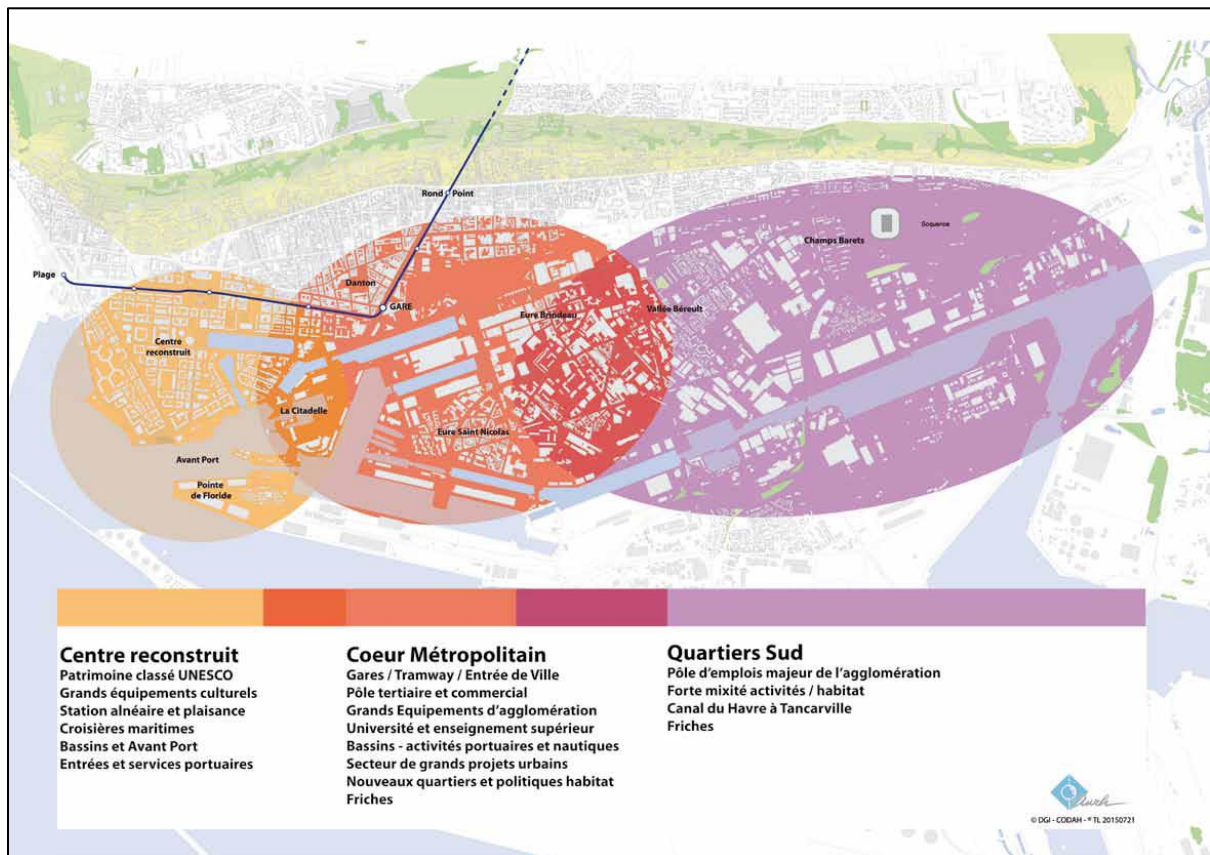 Rond Point
Plage
Danton
GARE
Centre
reconstruit
Eure Brindeau
Vallée Béreult
Champs Barets
Soquence
La Citadelle
Eure Saint Nicolas
Avant Port
Pointe
de Floride
Centre reconstruit
Patrimoine classé UNESCO
Grands équipements culturels
Station alnéaire et plaisance
Croisières maritimes
Bassins et Avant Port
Entrées et services portuaires
Coeur Métropolitain
Gares / Tramway / Entrée de Ville
Pôle tertiaire et commercial
Grands Equipements d'agglomération
Université et enseignement supérieur
Bassins - activités portuaires et nautiques
Secteur de grands projets urbains
Nouveaux quartiers et politiques habitat
Friches
Quartiers Sud
Pôle d'emplois majeur de l'agglomération
Forte mixité activités / habitat
Canal du Havre à Tancarville
Friches
aurh
© DGI - CODAH - ® TL 20150721